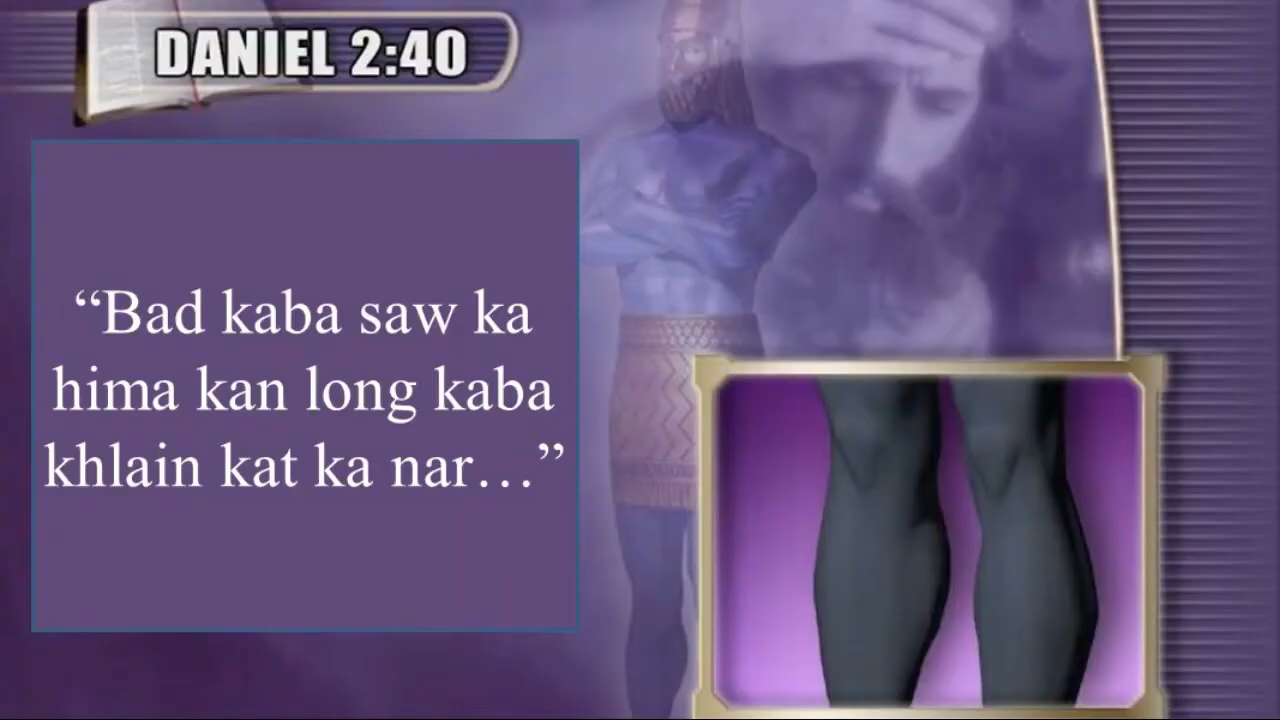 DANIEL 2:40
“Bad kaba saw ka
hima kan long kaba
khlain kat ka nar…”